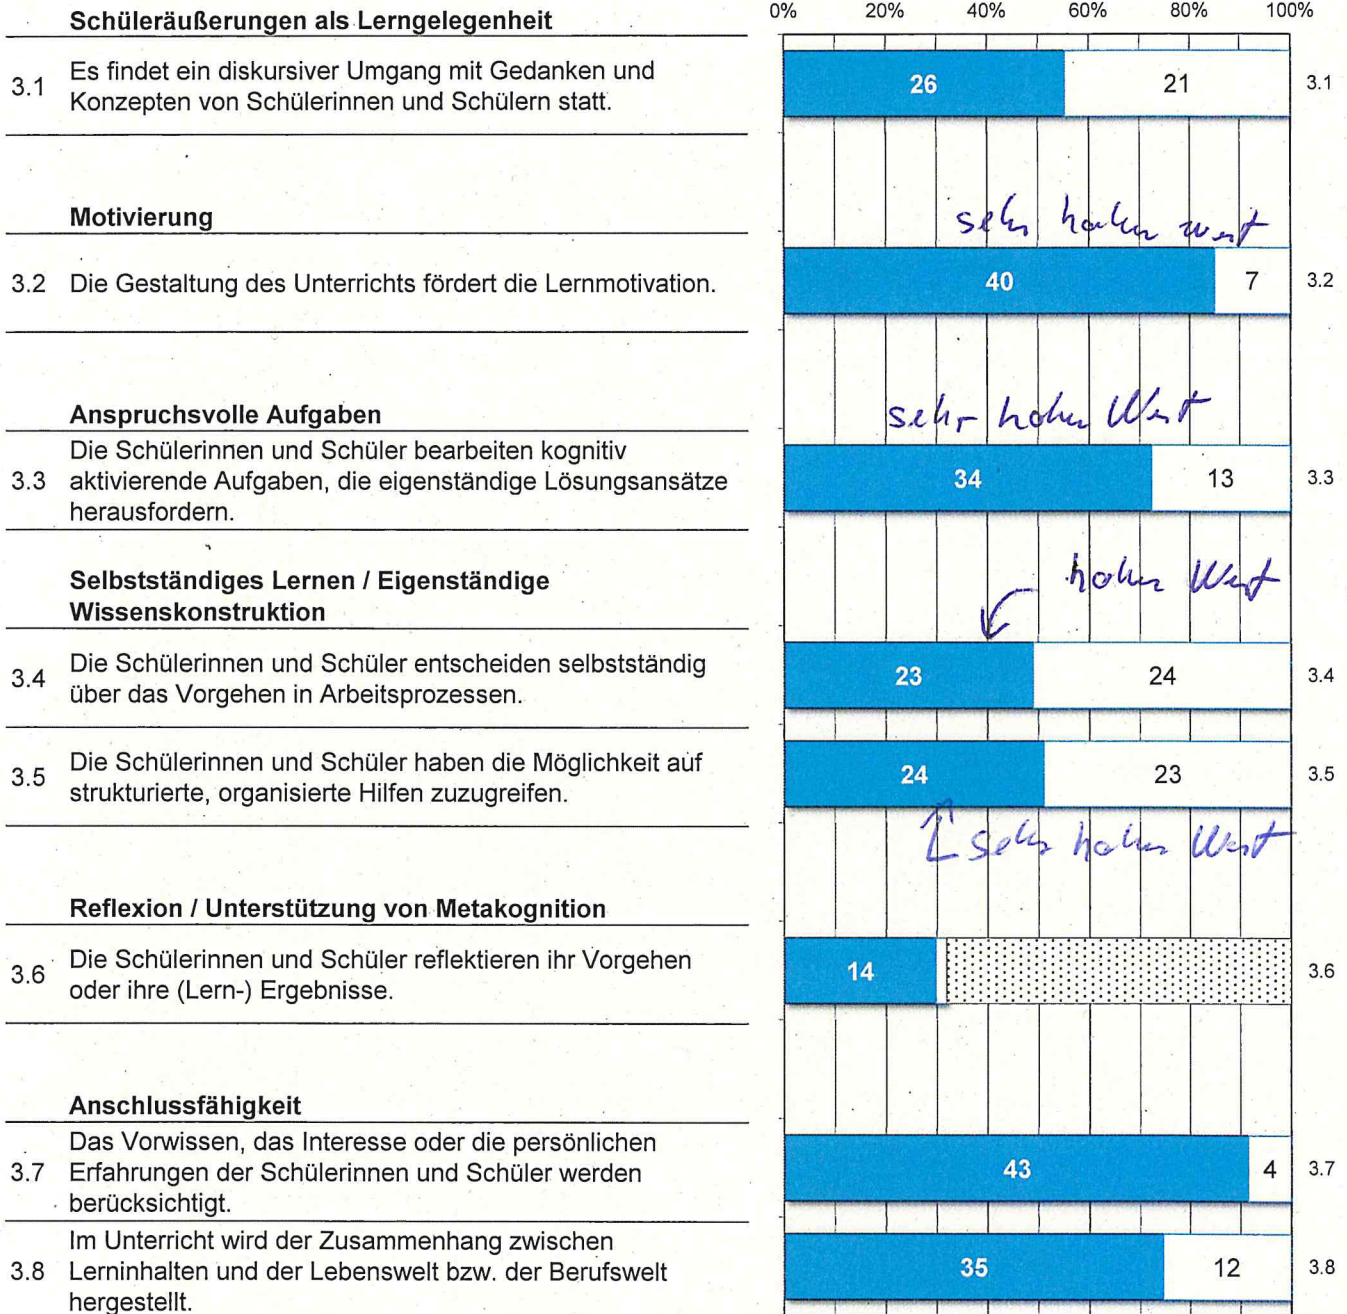 0% 20% 40% 60% 80% 100%
Schüleräußerungen als Lerngelegenheit
3.1 Es findet ein diskursiver Umgang mit Gedanken und
Konzepten von Schülerinnen und Schülern statt.
26 21 3.1
Motivierung
sehr hoher Wert
3.2 Die Gestaltung des Unterrichts fördert die Lernmotivation.
40 7 3.2
Anspruchsvolle Aufgaben
sehr hoher Wert
Die Schülerinnen und Schüler bearbeiten kognitiv
3.3 aktivierende Aufgaben, die eigenständige Lösungsansätze
herausfordern.
34 13 3.3
Selbstständiges Lernen / Eigenständige
Wissenskonstruktion
hoher Wert
3.4 Die Schülerinnen und Schüler entscheiden selbstständig
über das Vorgehen in Arbeitsprozessen.
23 24 3.4
3.5 Die Schülerinnen und Schüler haben die Möglichkeit auf
strukturierte, organisierte Hilfen zuzugreifen.
24 23 3.5
sehr hoher Wert
Reflexion / Unterstützung von Metakognition
3.6 Die Schülerinnen und Schüler reflektieren ihr Vorgehen
oder ihre (Lern-) Ergebnisse.
14 3.6
Anschlussfähigkeit
Das Vorwissen, das Interesse oder die persönlichen
3.7 Erfahrungen der Schülerinnen und Schüler werden
berücksichtigt.
43 4 3.7
Im Unterricht wird der Zusammenhang zwischen
3.8 Lerninhalten und der Lebenswelt bzw. der Berufswelt
hergestellt.
35 12 3.8